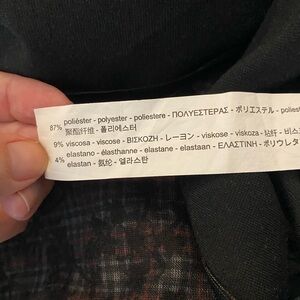 87% poliéster - polyester - poliestere - ΠΟΛΥΕΣΤΕΡΑΣ - ポリエステル - poliest
聚酯纤维 - 폴리에스터
9% viscosa - viscose - ΒΙΣΚΟΖΗ - レーヨン - viskose - viskoza - 粘纤 - 비스
4% elastano - élasthanne - elastane - elastaan - ΕΛΑΣΤΙΝΗ - ポリウレタ
elastan - 氨纶 - 엘라스탄